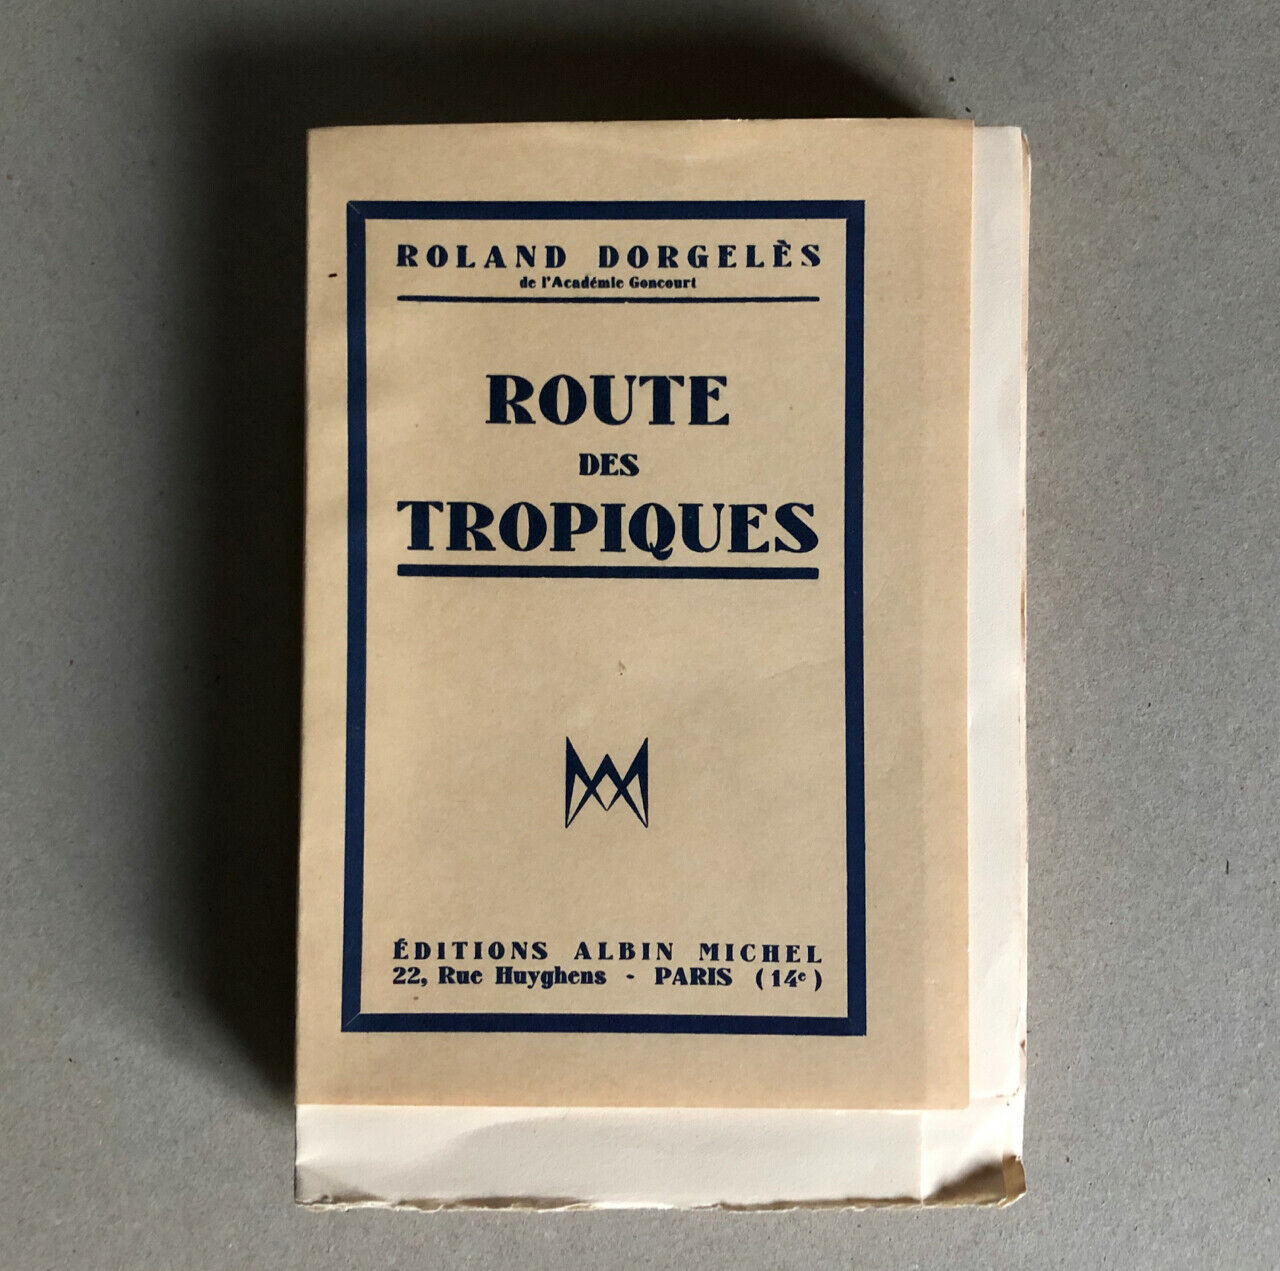 ROLAND DORGELÈS
de l'Académie Goncourt
ROUTE
DES
TROPIQUES
ÉDITIONS ALBIN MICHEL
22, Rue Huyghens - PARIS (14e)